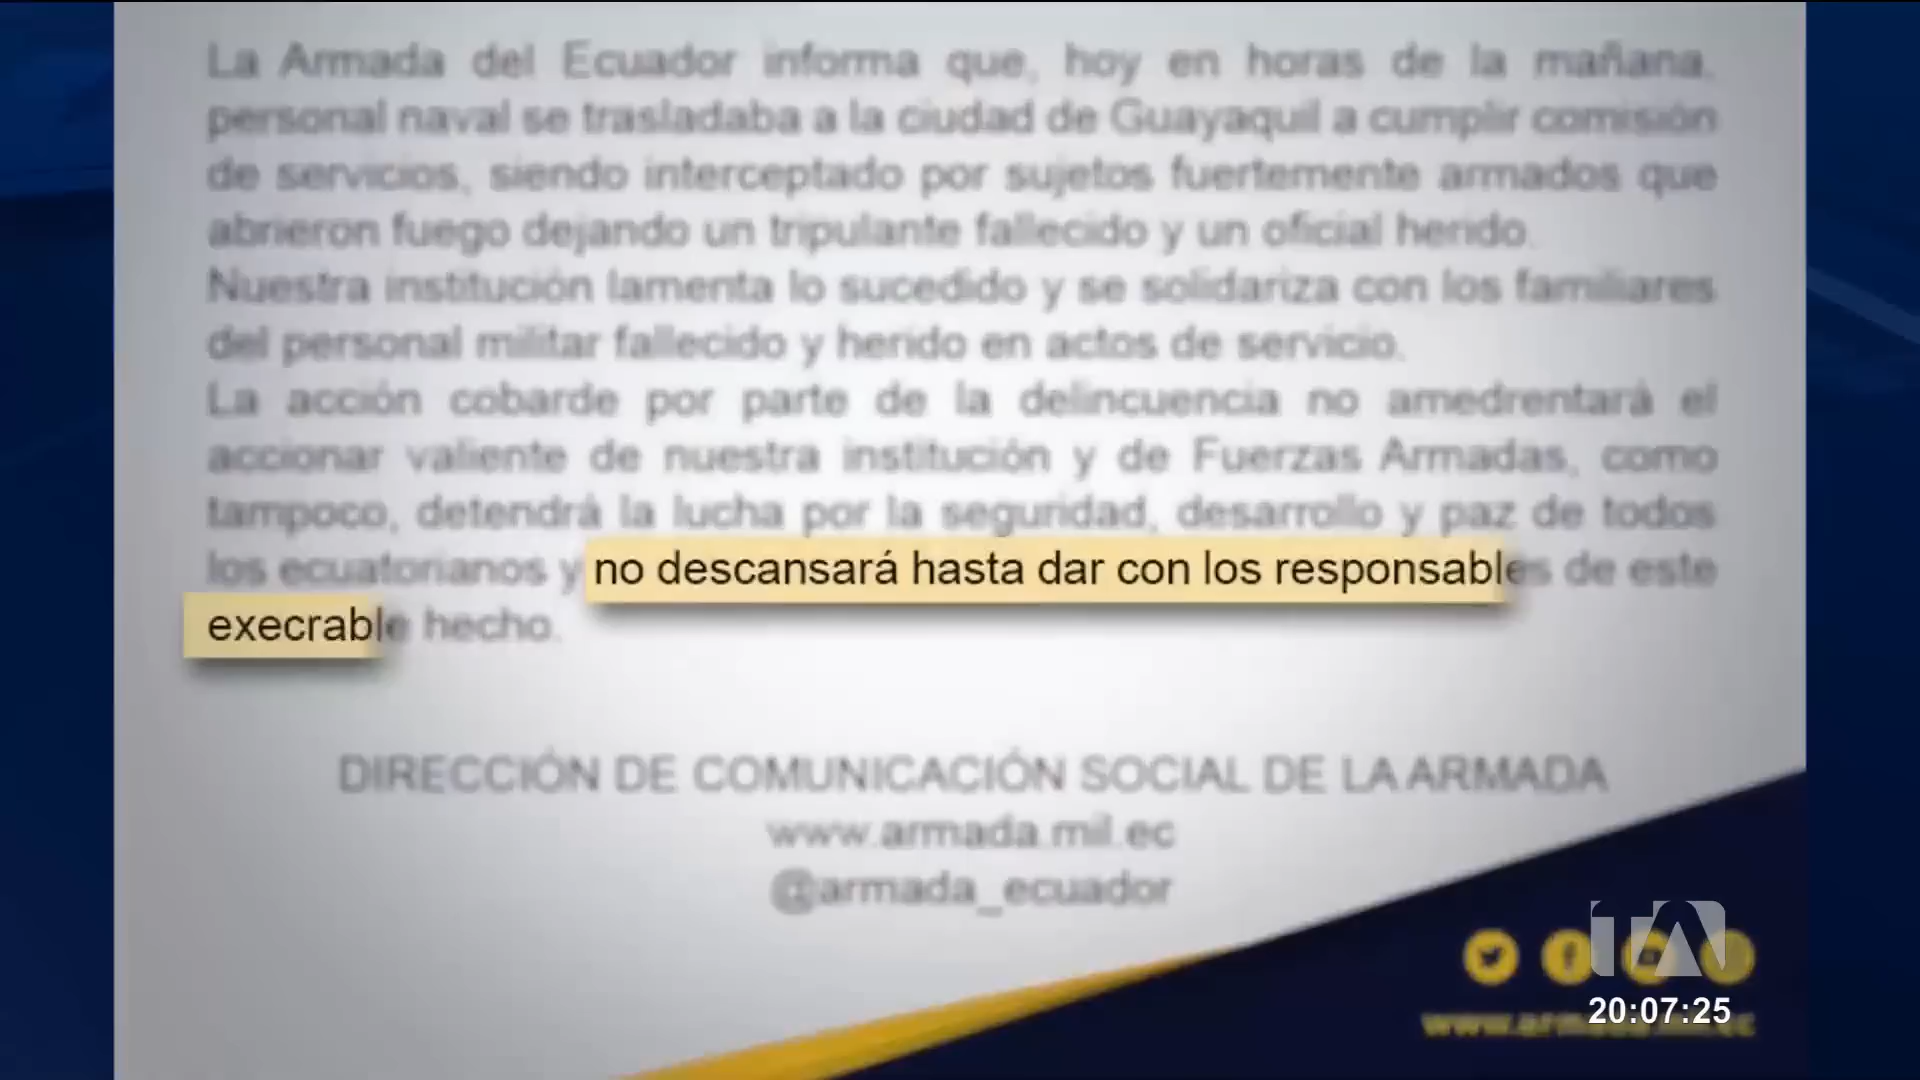 La Armada del Ecuador informa que, hoy en horas de la mañana,
personal naval se trasladaba a la ciudad de Guayaquil a cumplir comisión
de servicios, siendo interceptado por sujetos fuertemente armados que
abrieron fuego dejando un tripulante fallecido y un oficial herido.
Nuestra institución lamenta lo sucedido y se solidariza con los familiares
del personal militar fallecido y herido en actos de servicio.
La acción cobarde por parte de la delincuencia no amedrentará el
accionar valiente de nuestra institución y de Fuerzas Armadas, como
tampoco, detendrá la lucha por la seguridad, desarrollo y paz de todos
los ecuatorianos y no descansará hasta dar con los responsables de este
execrable hecho.
DIRECCIÓN DE COMUNICACIÓN SOCIAL DE LA ARMADA
www.armada.mil.ec
@armada_ecuador
TA
20:07:25